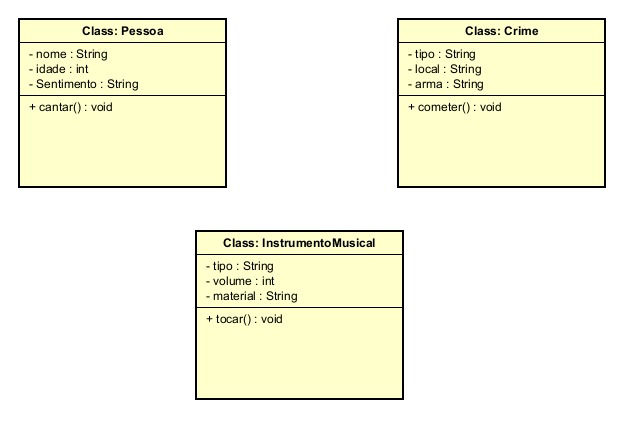 Class: Pessoa
- nome : String
- idade : int
- Sentimento : String
+ cantar() : void
Class: Crime
- tipo : String
- local : String
- arma : String
+ cometer() : void
Class: InstrumentoMusical
- tipo : String
- volume : int
- material : String
+ tocar() : void